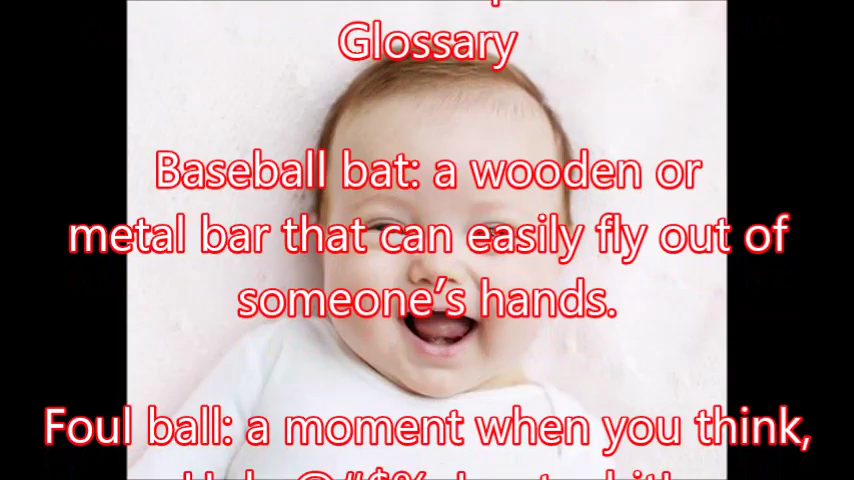 Glossary
Baseball bat: a wooden or
metal bar that can easily fly out of
someone’s hands.
Foul ball: a moment when you think,